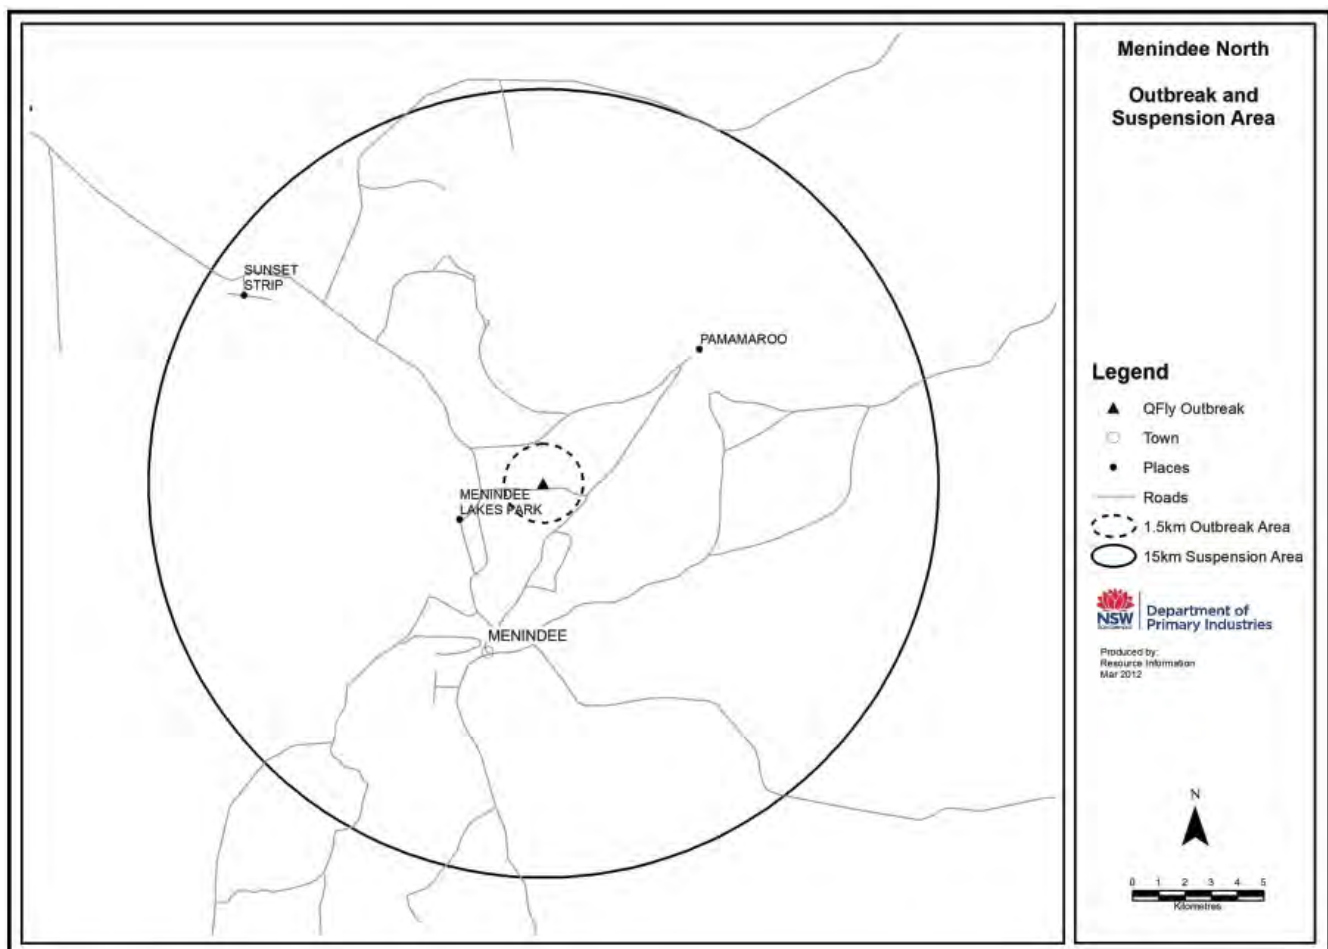 Menindee North
Outbreak and
Suspension Area
SUNSET
STRIP
PAMAMAROO
MENINDEE
LAKES PARK
MENINDEE
Legend
QFly Outbreak
Town
Places
Roads
1.5km Outbreak Area
15km Suspension Area
NSW
Department of
Primary Industries
Produced by:
Resource Information
Mar 2012
N
0 1 2 3 4 5
Kilometres